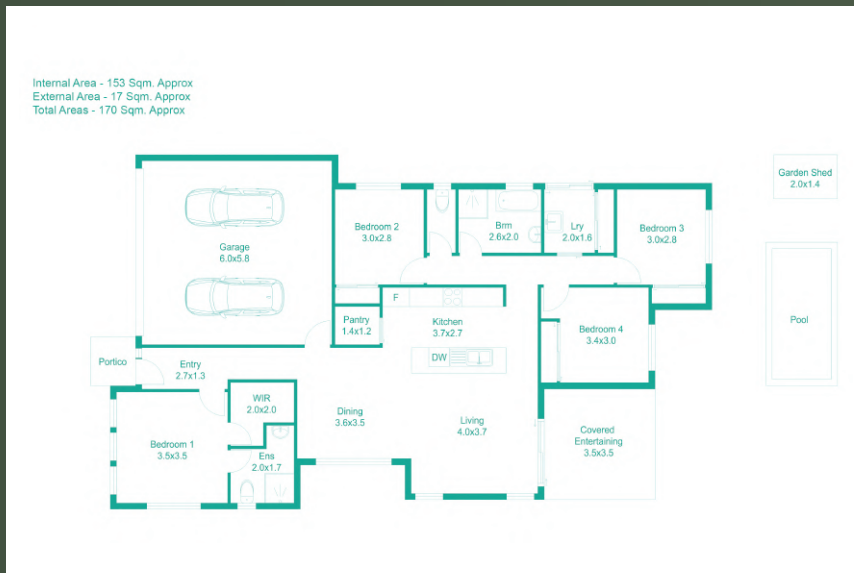 Internal Area - 153 Sqm. Approx
External Area - 17 Sqm. Approx
Total Areas - 170 Sqm. Approx
Garden Shed
2.0x1.4
Garage
6.0x5.8
Bedroom 2
3.0x2.8
Brm
2.6x2.0
Lry
2.0x1.6
Bedroom 3
3.0x2.8
F
Pantry
1.4x1.2
Kitchen
3.7x2.7
Bedroom 4
3.4x3.0
Pool
DW
Portico
Entry
2.7x1.3
WIR
2.0x2.0
Dining
3.6x3.5
Living
4.0x3.7
Covered
Entertaining
3.5x3.5
Bedroom 1
3.5x3.5
Ens
2.0x1.7